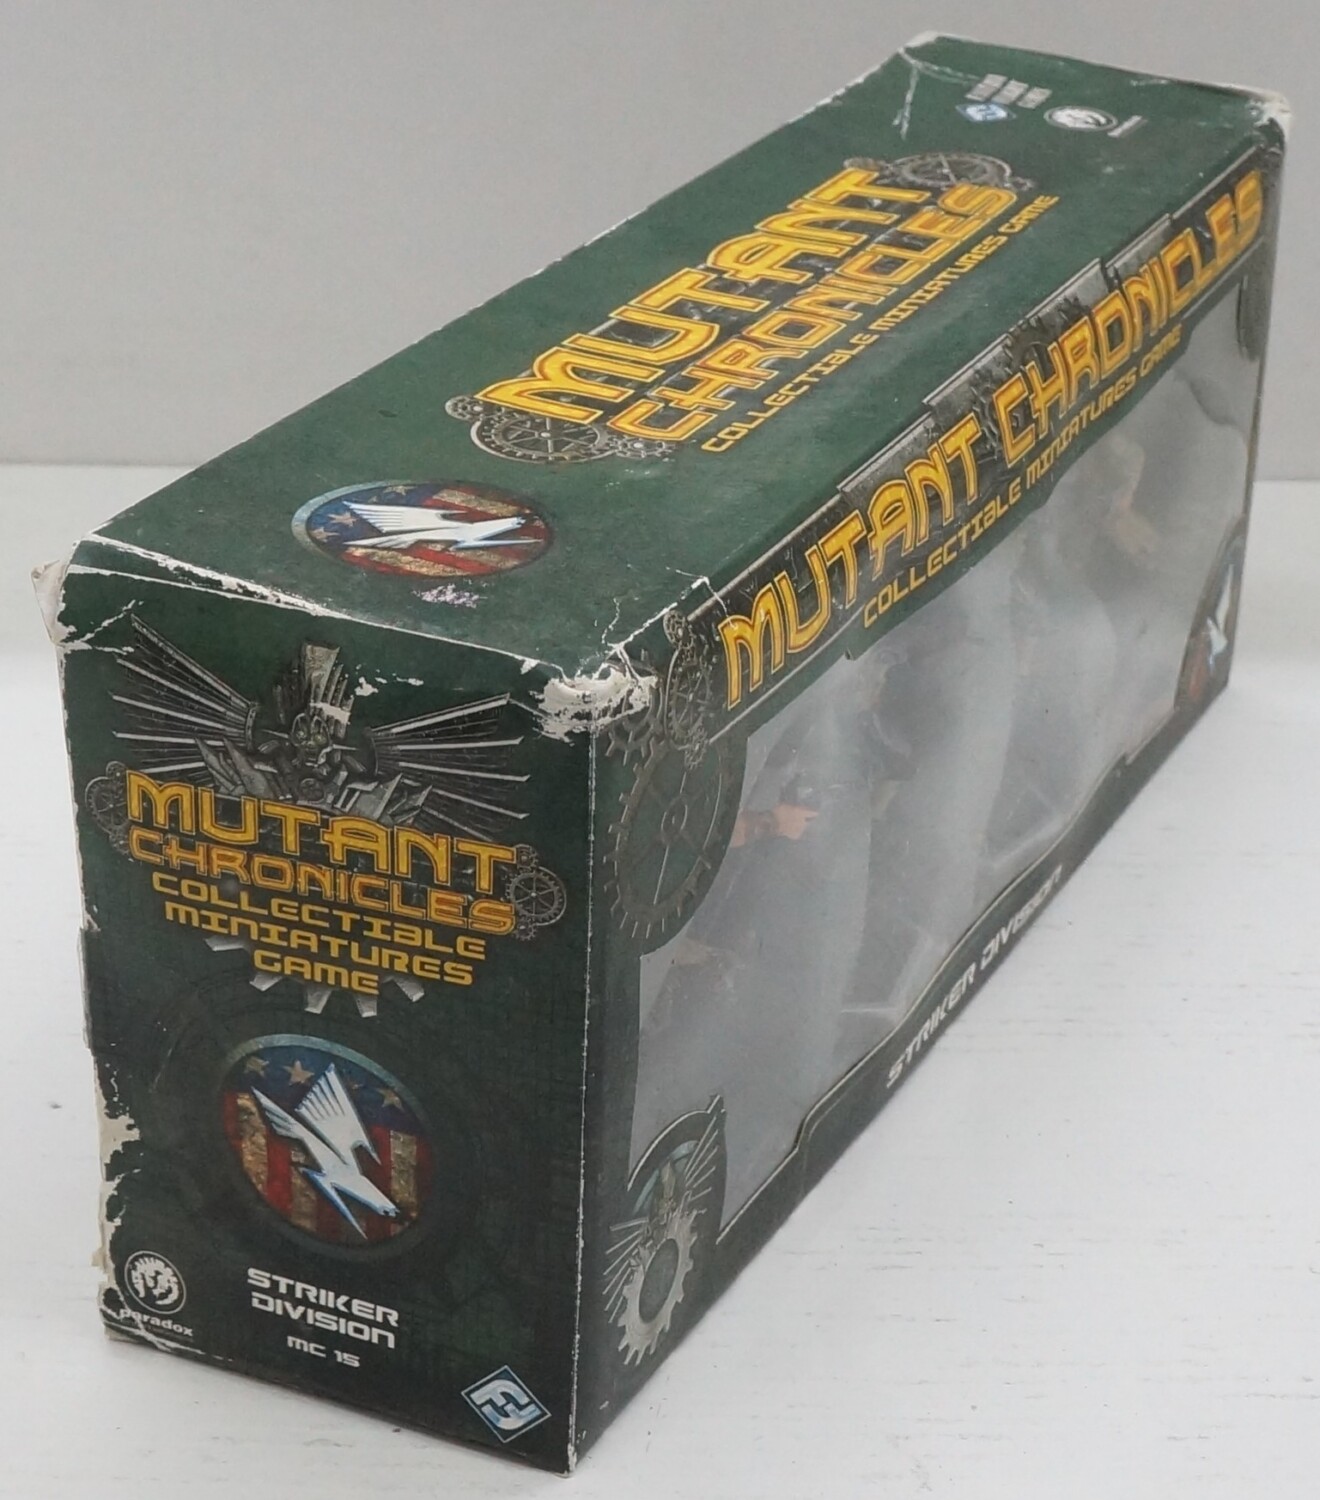 MUTANT
CHRONICLES
COLLECTIBLE MINIATURES GAME
MUTANT CHRONICLES
COLLECTIBLE MINIATURES GAME
STRIKER DIVISION
MUTANT
CHRONICLES
COLLECTIBLE
MINIATURES
GAME
paradox
STRIKER
DIVISION
MC 15